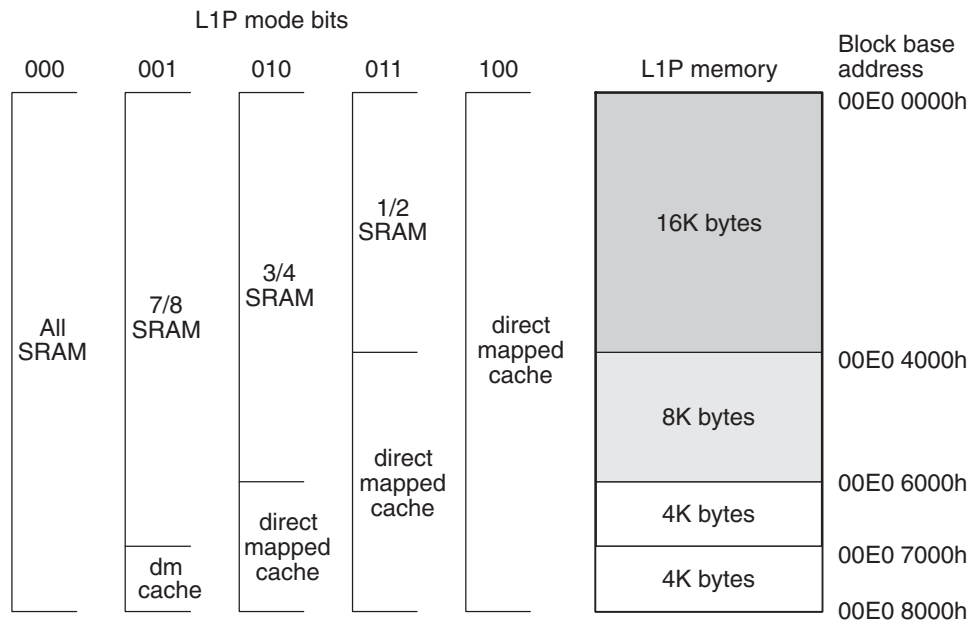 L1P mode bits
000 001 010 011 100 L1P memory Block base
address
00E0 0000h
1/2
SRAM
16K bytes
3/4
SRAM
7/8
SRAM
All
SRAM
direct
mapped
cache
00E0 4000h
8K bytes
direct
mapped
cache
00E0 6000h
4K bytes
direct
mapped
cache
00E0 7000h
dm
cache
4K bytes
00E0 8000h